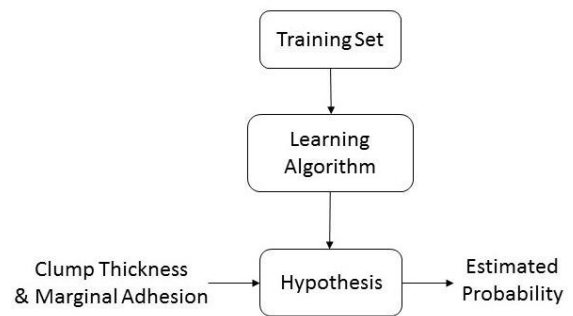 Training Set
Learning
Algorithm
Clump Thickness
& Marginal Adhesion
Hypothesis
Estimated
Probability